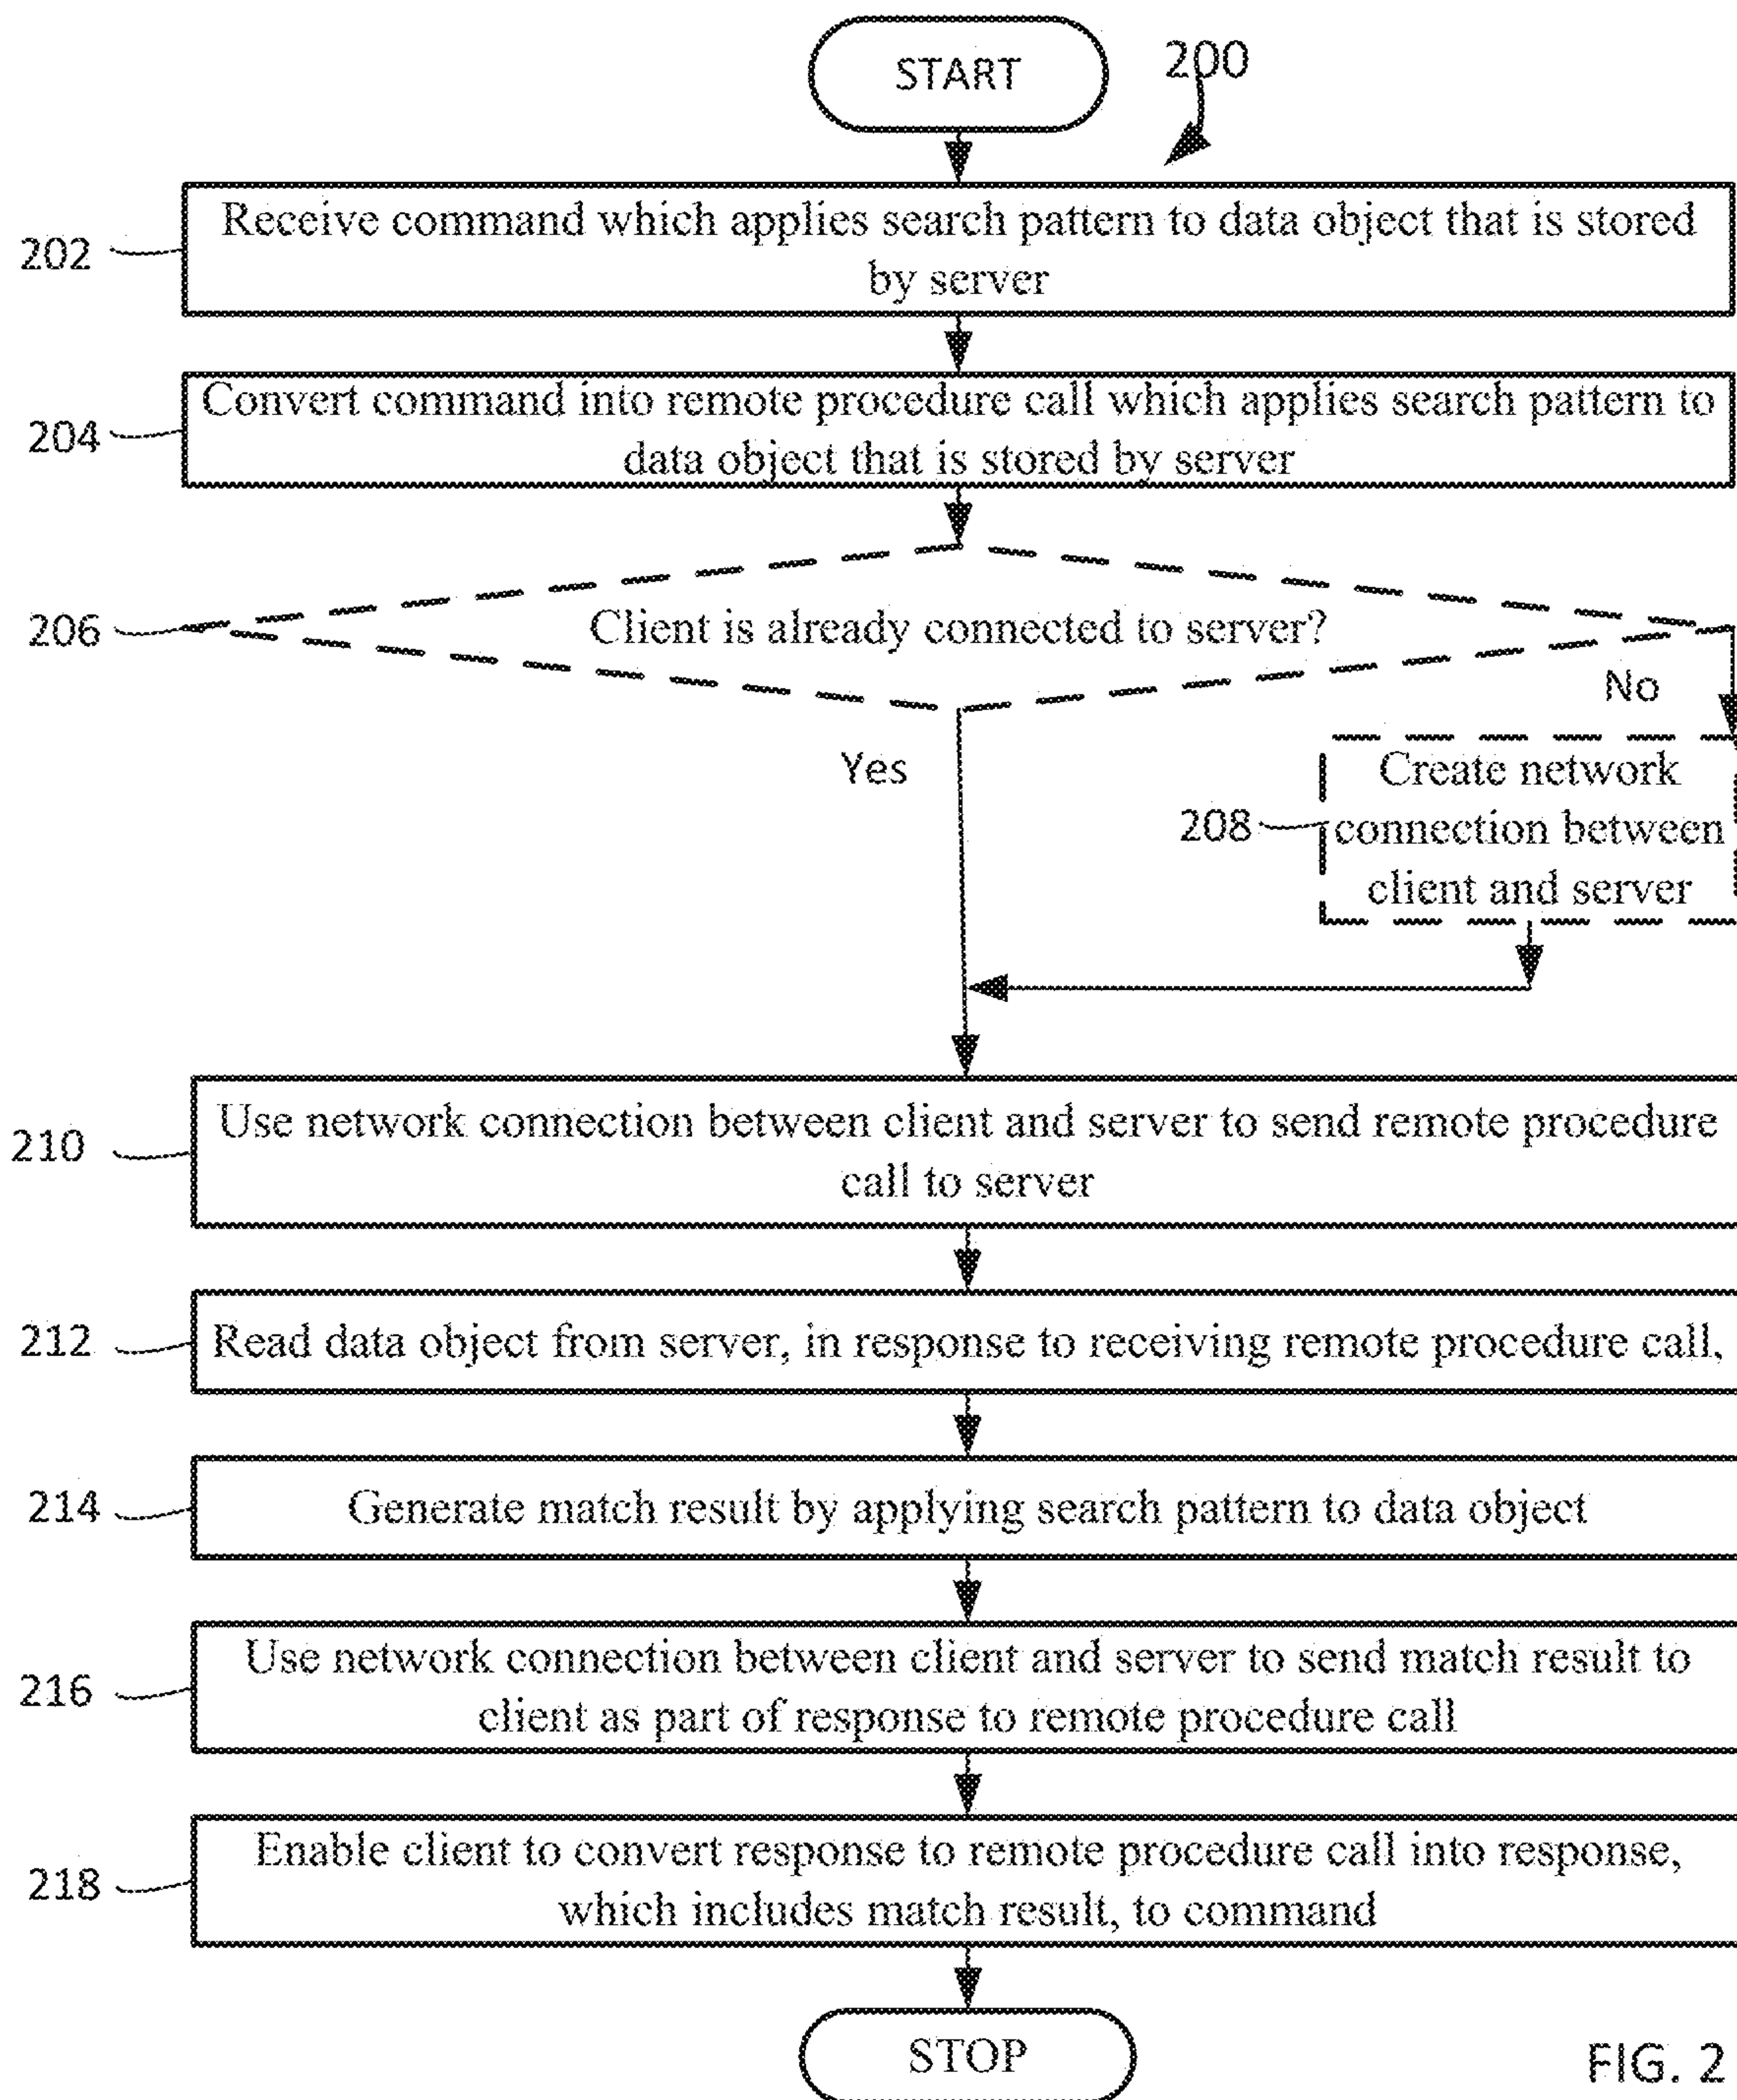 START
200
202
Receive command which applies search pattern to data object that is stored
by server
204
Convert command into remote procedure call which applies search pattern to
data object that is stored by server
206
Client is already connected to server?
No
Yes
208
Create network
connection between
client and server
210
Use network connection between client and server to send remote procedure
call to server
212
Read data object from server, in response to receiving remote procedure call,
214
Generate match result by applying search pattern to data object
216
Use network connection between client and server to send match result to
client as part of response to remote procedure call
218
Enable client to convert response to remote procedure call into response,
which includes match result, to command
STOP
FIG. 2